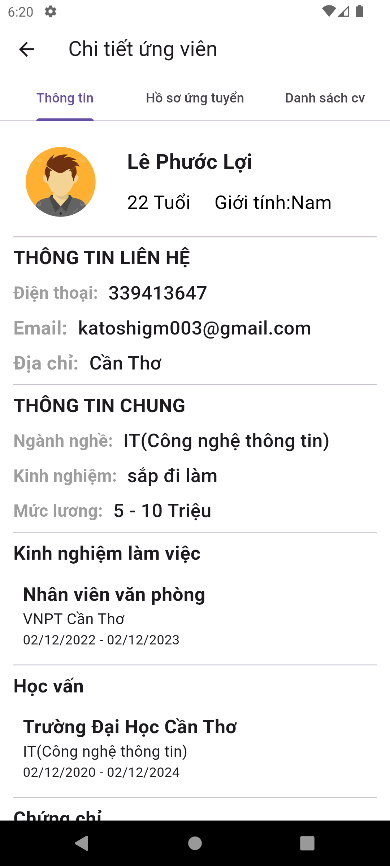 6:20
Chi tiết ứng viên
Thông tin
Hồ sơ ứng tuyển
Danh sách cv
Lê Phước Lợi
22 Tuổi Giới tính:Nam
THÔNG TIN LIÊN HỆ
Điện thoại: 339413647
Email: katoshigm003@gmail.com
Địa chỉ: Cần Thơ
THÔNG TIN CHUNG
Ngành nghề: IT(Công nghệ thông tin)
Kinh nghiệm: sắp đi làm
Mức lương: 5 - 10 Triệu
Kinh nghiệm làm việc
Nhân viên văn phòng
VNPT Cần Thơ
02/12/2022 - 02/12/2023
Học vấn
Trường Đại Học Cần Thơ
IT(Công nghệ thông tin)
02/12/2020 - 02/12/2024
Chứng chỉ